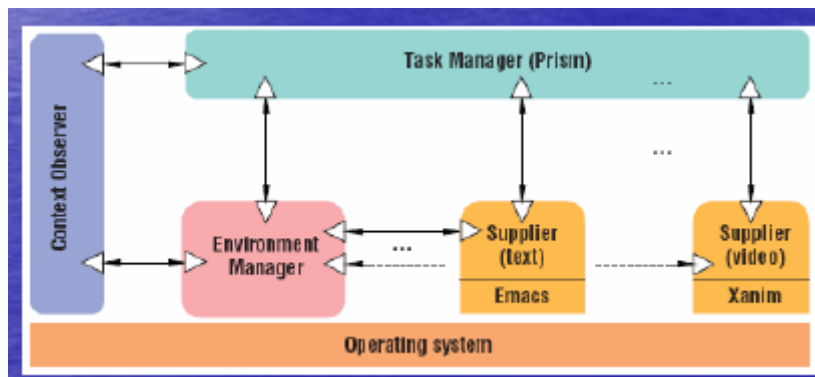 Task Manager (Prism)
...
...
Context Observer
Environment
Manager
...
Supplier
(text)
Emacs
Supplier
(video)
Xanim
Operating system